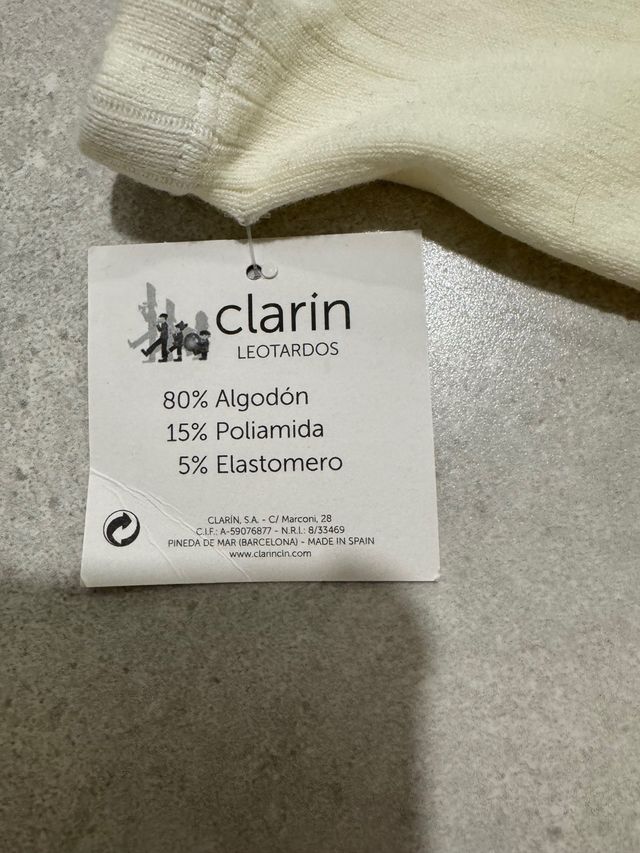 clarín
LEOTARDOS
80% Algodón
15% Poliamida
5% Elastomero
CLARÍN, S.A. - C/ Marconi, 28
C.I.F.: A-59076877 - N.R.I.: 8/33469
PINEDA DE MAR (BARCELONA) - MADE IN SPAIN
www.clarincin.com